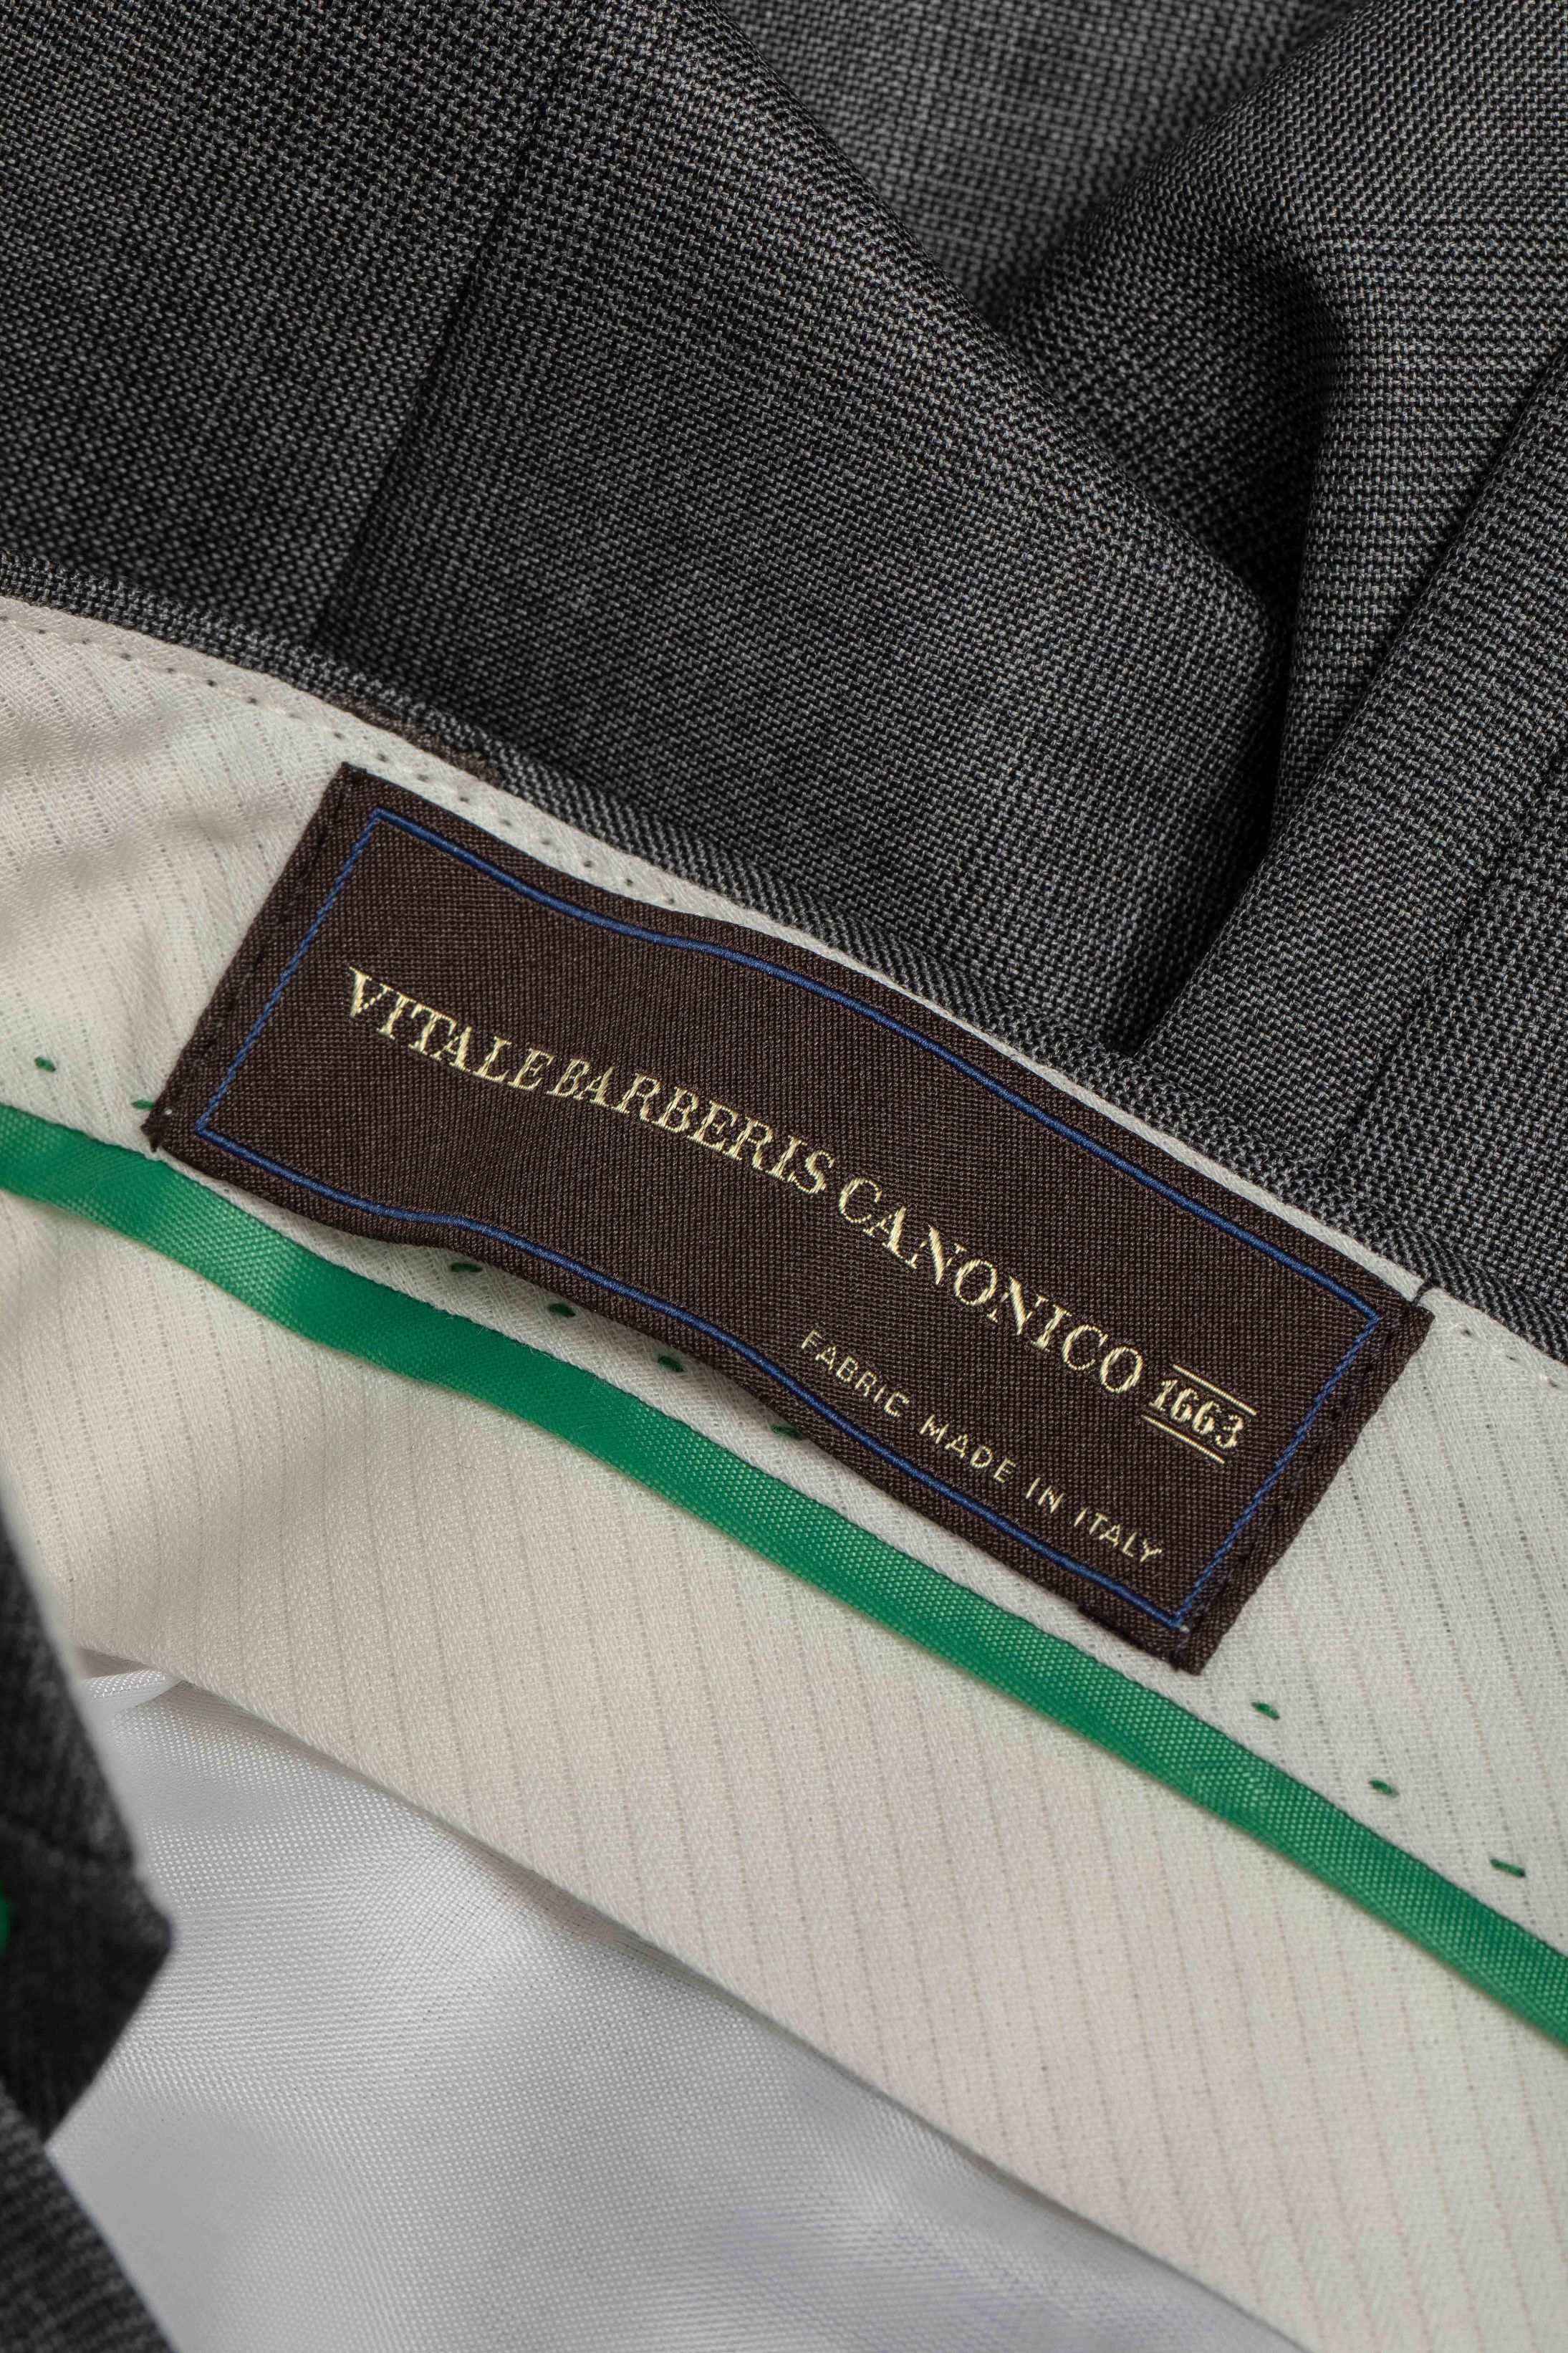 VITALE BARBERIS CANONICO 1663
FABRIC MADE IN ITALY